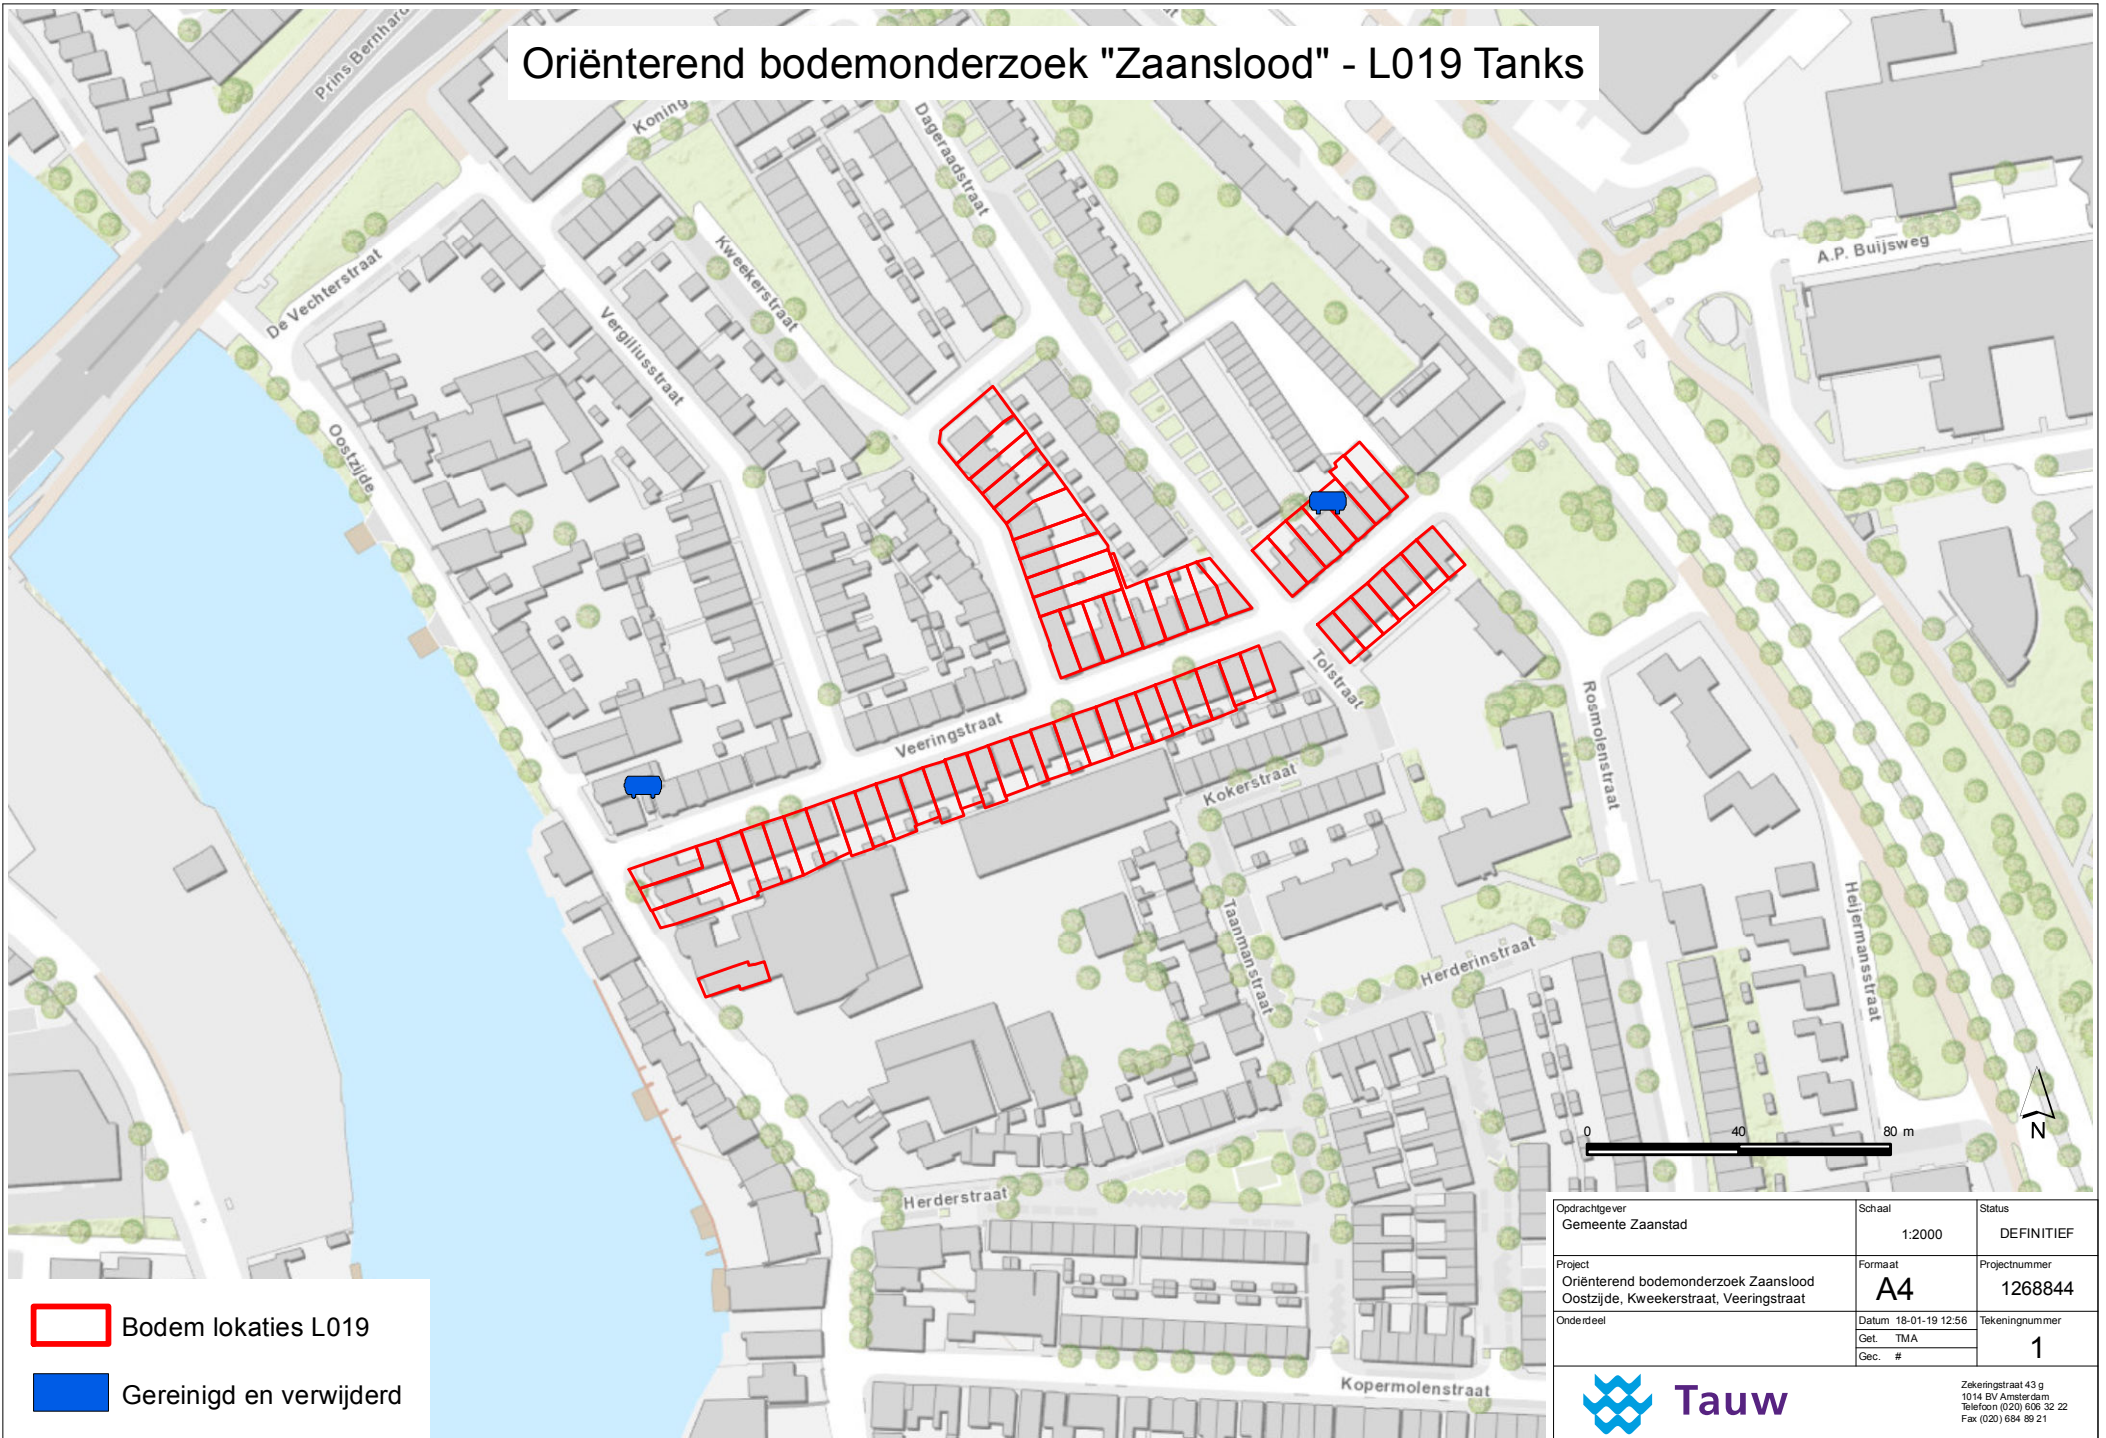 Oriënterend bodemonderzoek "Zaanslood" - L019 Tanks
Prins Bernhard
Koning
Dageraadstraat
A.P. Buijsweg
De Vechterstraat
Kweekerstraat
Vergiliusstraat
Oostzijde
Tolstraat
Rosmolenstraat
Veeringstraat
Kokerstraat
Taanmanstraat
Herderinstraat
Heijermansstraat
Herderstraat
Kopermolenstraat
0 40 80 m
N
Bodem lokaties L019
Gereinigd en verwijderd
Opdrachtgever
Gemeente Zaanstad
Schaal
1:2000
Status
DEFINITIEF
Project
Oriënterend bodemonderzoek Zaanslood
Oostzijde, Kweekerstraat, Veeringstraat
Formaat
A4
Projectnummer
1268844
Onderdeel
Datum 18-01-19 12:56
Get. TMA
Gec. #
Tekeningnummer
1
Tauw
Zekeringstraat 43 g
1014 BV Amsterdam
Telefoon (020) 606 32 22
Fax (020) 684 89 21